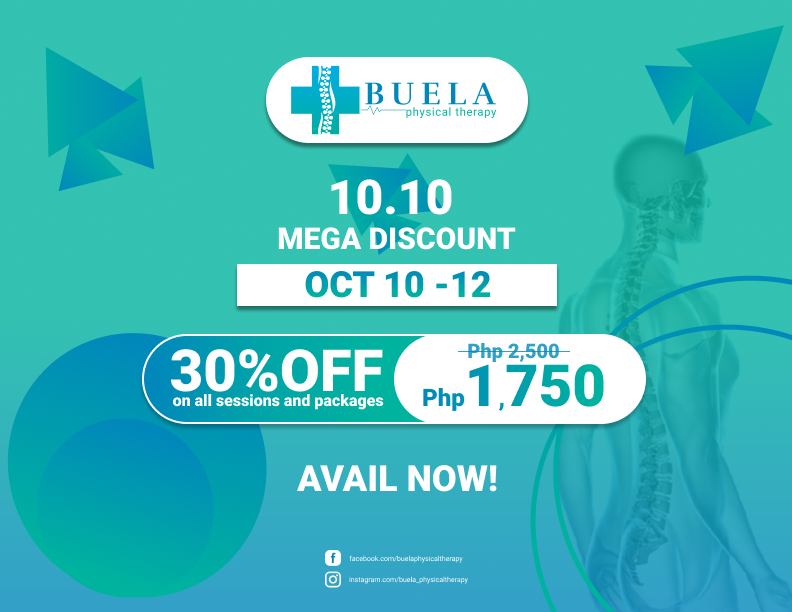 BUELA
physical therapy
10.10
MEGA DISCOUNT
OCT 10 -12
30%OFF
on all sessions and packages
Php 2,500
Php 1,750
AVAIL NOW!
facebook.com/buelaphysicaltherapy
instagram.com/buela_physicaltherapy